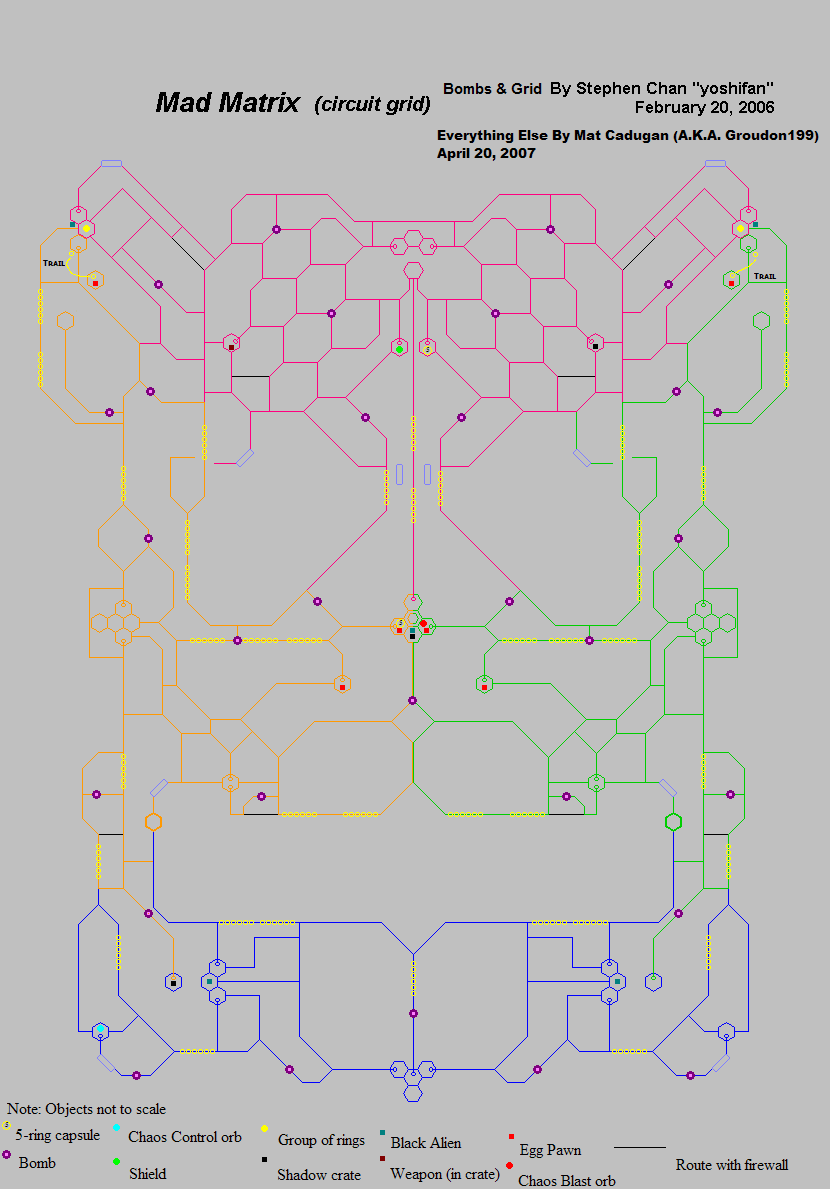 Mad Matrix (circuit grid)
Bombs & Grid By Stephen Chan "yoshifan"
February 20, 2006
Everything Else By Mat Cadugan (A.K.A. Groudon199)
April 20, 2007
TRAIL
TRAIL
Note: Objects not to scale
5-ring capsule
Chaos Control orb
Group of rings
Black Alien
Egg Pawn
Route with firewall
Bomb
Shield
Shadow crate
Weapon (in crate)
Chaos Blast orb